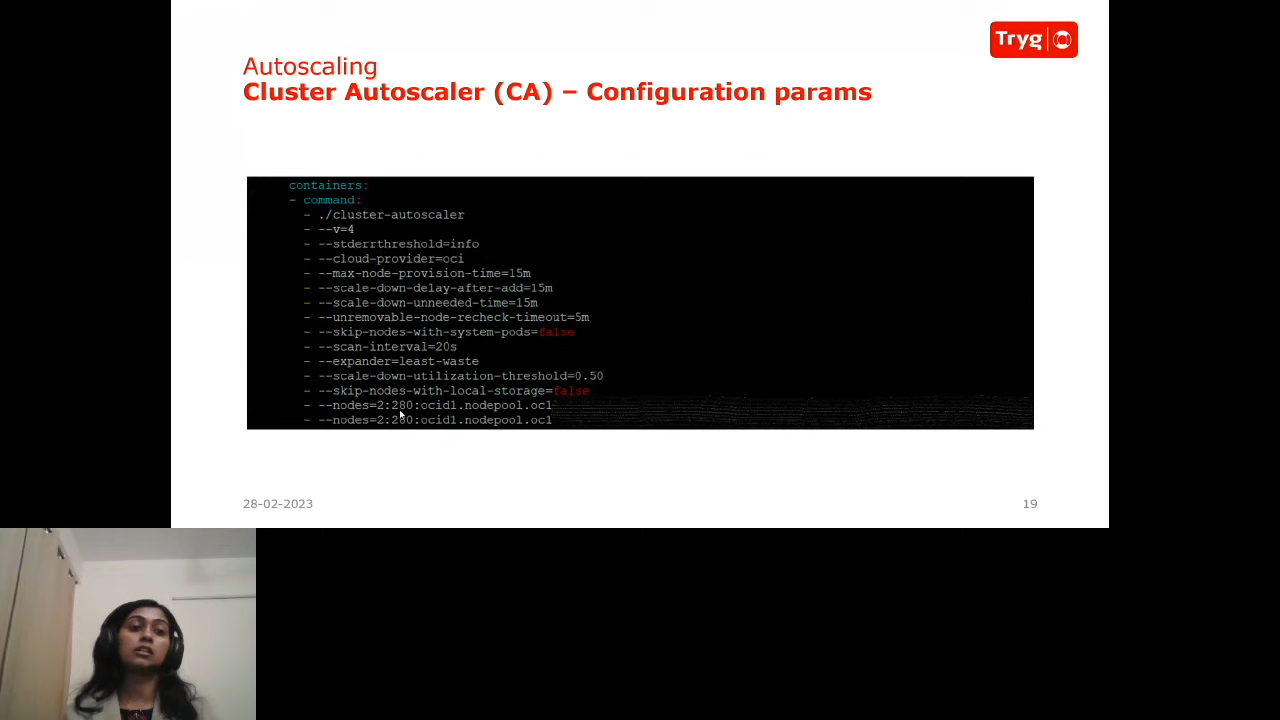 Tryg
Autoscaling
Cluster Autoscaler (CA) – Configuration params
containers:
- command:
- ./cluster-autoscaler
- --v=4
- --stderrthreshold=info
- --cloud-provider=oci
- --max-node-provision-time=15m
- --scale-down-delay-after-add=15m
- --scale-down-unneeded-time=15m
- --unremovable-node-recheck-timeout=5m
- --skip-nodes-with-system-pods=false
- --scan-interval=20s
- --expander=least-waste
- --scale-down-utilization-threshold=0.50
- --skip-nodes-with-local-storage=false
- --nodes=2:280:ocid1.nodepool.oc1
- --nodes=2:280:ocid1.nodepool.oc1
28-02-2023
19